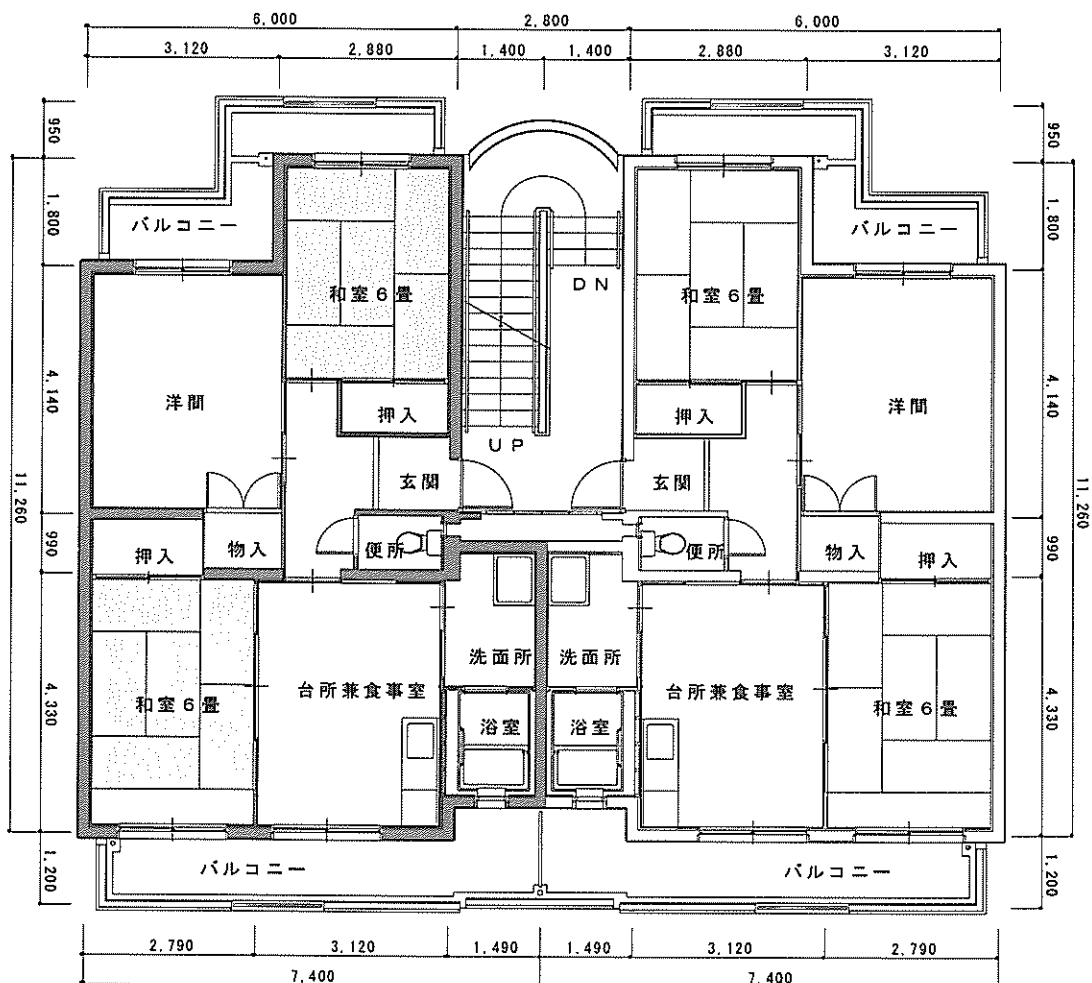 6,000 2,800 6,000
3,120 2,880 1,400 1,400 2,880 3,120
950 950
1,800 1,800
バルコニー バルコニー
DN
和室6畳 和室6畳
4,140 4,140
洋間 洋間
押入 押入
UP
玄関 玄関
11,260 11,260
990 990
押入 物入 便所 便所 物入 押入
洗面所 洗面所
4,330 4,330
和室6畳 台所兼食事室 台所兼食事室 和室6畳
浴室 浴室
1,200 1,200
バルコニー バルコニー
2,790 3,120 1,490 1,490 3,120 2,790
7,400 7,400